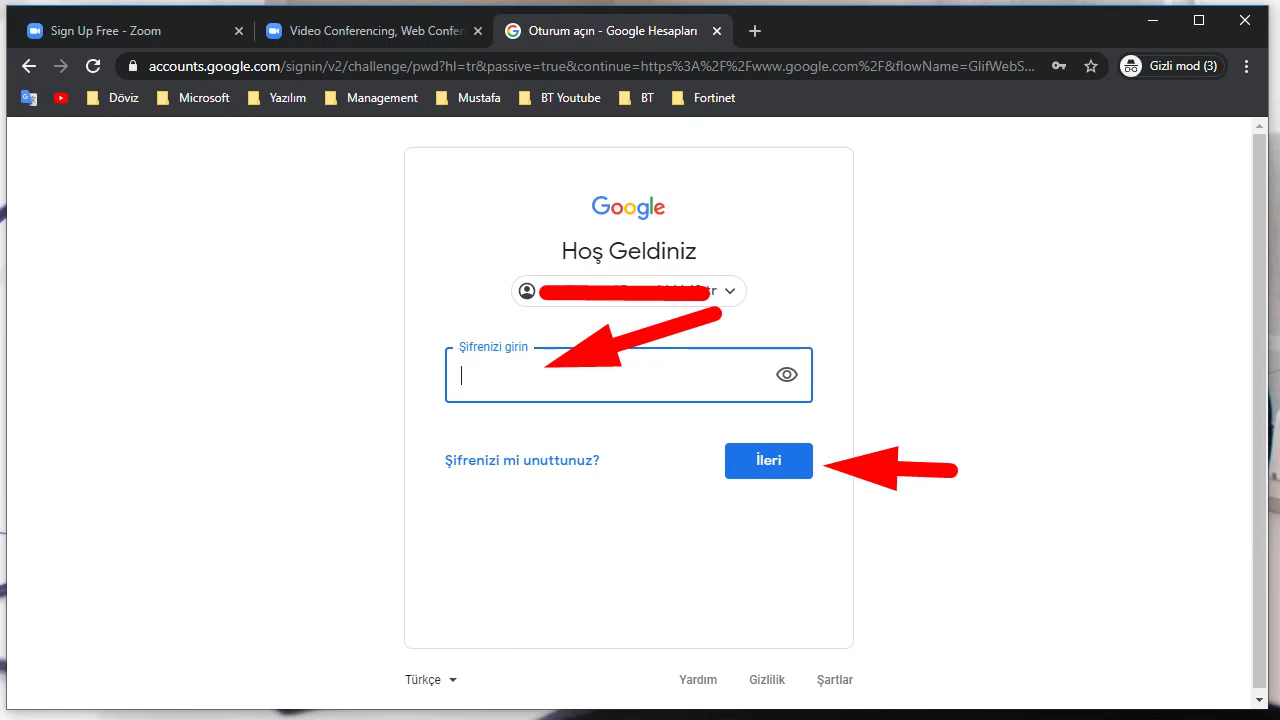 Sign Up Free - Zoom
Video Conferencing, Web Confer
Oturum açın - Google Hesapları
accounts.google.com/signin/v2/challenge/pwd?hl=tr&passive=true&continue=https%3A%2F%2Fwww.google.com%2F&flowName=GlifWebS...
Gizli mod (3)
Döviz
Microsoft
Yazılım
Management
Mustafa
BT Youtube
BT
Fortinet
Google
Hoş Geldiniz
Şifrenizi girin
Şifrenizi mi unuttunuz?
İleri
Türkçe
Yardım
Gizlilik
Şartlar